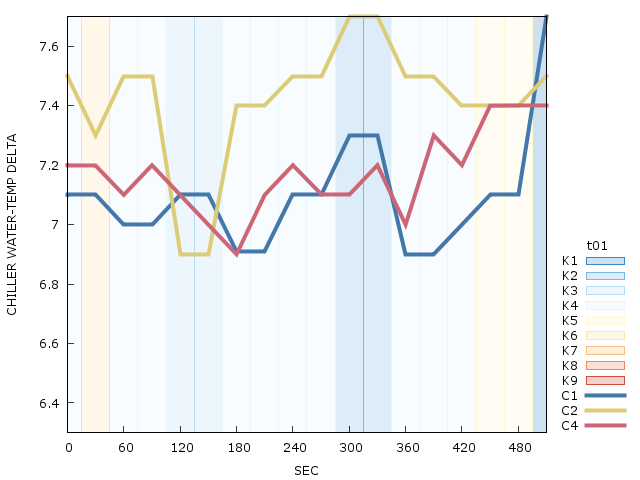 7.6
7.4
7.2
7
6.8
6.6
6.4
CHILLER WATER-TEMP DELTA
0 60 120 180 240 300 360 420 480
SEC
t01
K1
K2
K3
K4
K5
K6
K7
K8
K9
C1
C2
C4